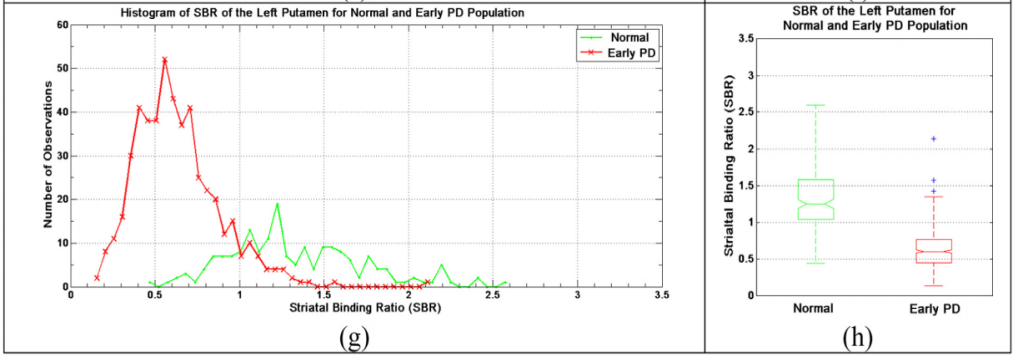 Histogram of SBR of the Left Putamen for Normal and Early PD Population
Number of Observations
60
50
40
30
20
10
0
0 0.5 1 1.5 2 2.5 3 3.5
Striatal Binding Ratio (SBR)
Normal
Early PD
(g)
SBR of the Left Putamen for
Normal and Early PD Population
Strialtal Binding Ratio (SBR)
3.5
3
2.5
2
1.5
1
0.5
0
Normal Early PD
(h)